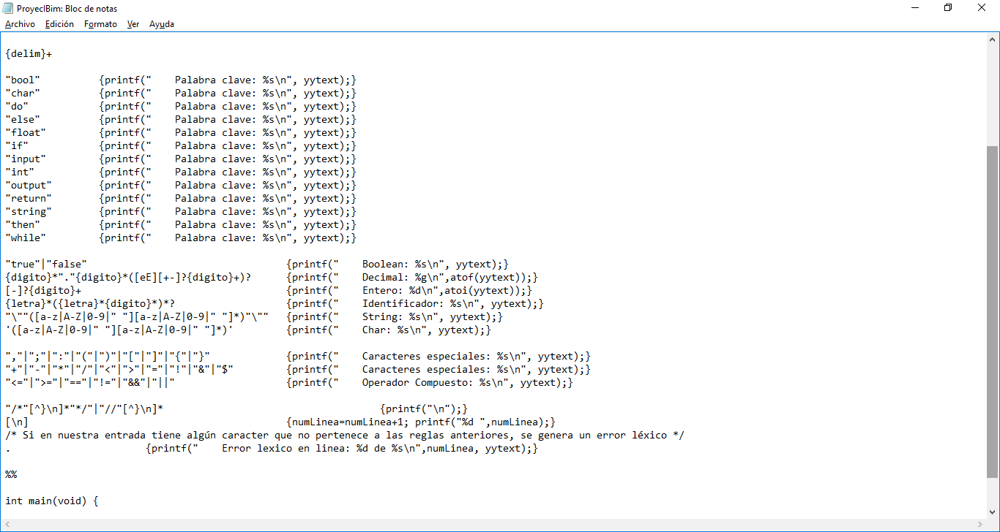 ProyecIBim: Bloc de notas
Archivo Edición Formato Ver Ayuda
{delim}+
"bool" {printf(" Palabra clave: %s\n", yytext);}
"char" {printf(" Palabra clave: %s\n", yytext);}
"do" {printf(" Palabra clave: %s\n", yytext);}
"else" {printf(" Palabra clave: %s\n", yytext);}
"float" {printf(" Palabra clave: %s\n", yytext);}
"if" {printf(" Palabra clave: %s\n", yytext);}
"input" {printf(" Palabra clave: %s\n", yytext);}
"int" {printf(" Palabra clave: %s\n", yytext);}
"output" {printf(" Palabra clave: %s\n", yytext);}
"return" {printf(" Palabra clave: %s\n", yytext);}
"string" {printf(" Palabra clave: %s\n", yytext);}
"then" {printf(" Palabra clave: %s\n", yytext);}
"while" {printf(" Palabra clave: %s\n", yytext);}
"true"|"false" {printf(" Boolean: %s\n", yytext);}
{digito}*"."{digito}*([eE][+-]?{digito}+)? {printf(" Decimal: %g\n",atof(yytext));}
[-]?{digito}+ {printf(" Entero: %d\n",atoi(yytext));}
{letra}*({letra}*{digito}*)*? {printf(" Identificador: %s\n", yytext);}
"\""([a-z|A-Z|0-9|" "][a-z|A-Z|0-9|" "]*)"\"" {printf(" String: %s\n", yytext);}
'([a-z|A-Z|0-9|" "][a-z|A-Z|0-9|" "]*)' {printf(" Char: %s\n", yytext);}
","|";"|":"|"("|")"|"["|"]"|"{"|"}" {printf(" Caracteres especiales: %s\n", yytext);}
"+"|"-"|"*"|"/"|"<"|">"|"="|"!"|"&"|"$" {printf(" Caracteres especiales: %s\n", yytext);}
"<="|">="|"=="|"!="|"&&"|"||" {printf(" Operador Compuesto: %s\n", yytext);}
"/*"[^}\n]*"*/"|"//"[^}\n]* {printf("\n");}
[\n] {numLinea=numLinea+1; printf("%d ",numLinea);}
/* Si en nuestra entrada tiene algún caracter que no pertenece a las reglas anteriores, se genera un error léxico */
. {printf(" Error lexico en linea: %d de %s\n",numLinea, yytext);}
%%
int main(void) {